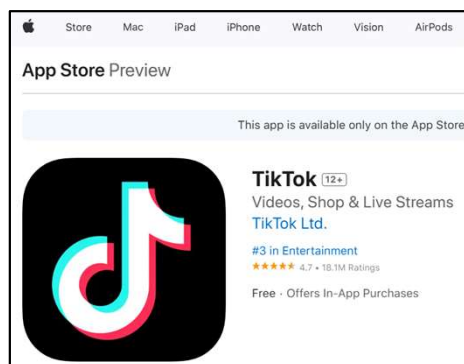 Store Mac iPad iPhone Watch Vision AirPods
App Store Preview
This app is available only on the App Store
TikTok 12+
Videos, Shop & Live Streams
TikTok Ltd.
#3 in Entertainment
4.7 • 18.1M Ratings
Free · Offers In-App Purchases